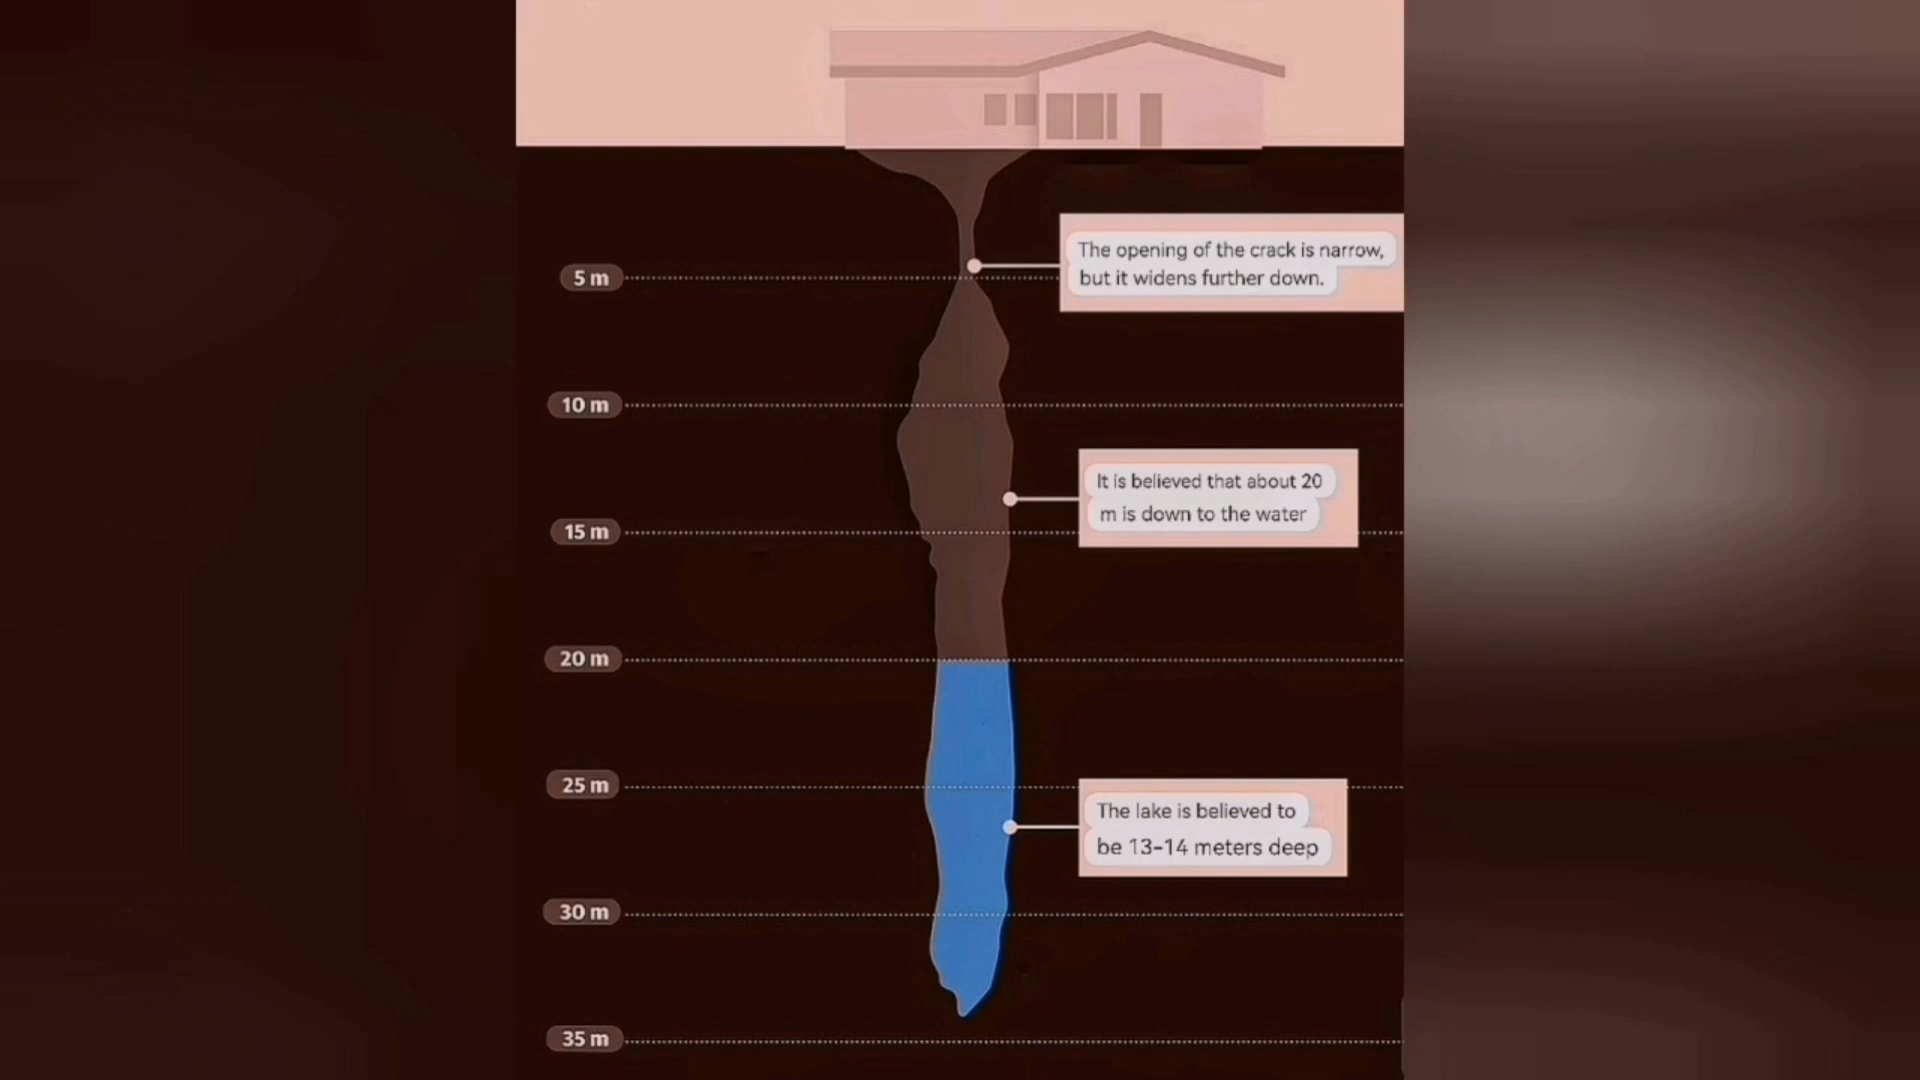 The opening of the crack is narrow,
but it widens further down.
5 m
10 m
It is believed that about 20
m is down to the water
15 m
20 m
25 m
The lake is believed to
be 13-14 meters deep
30 m
35 m